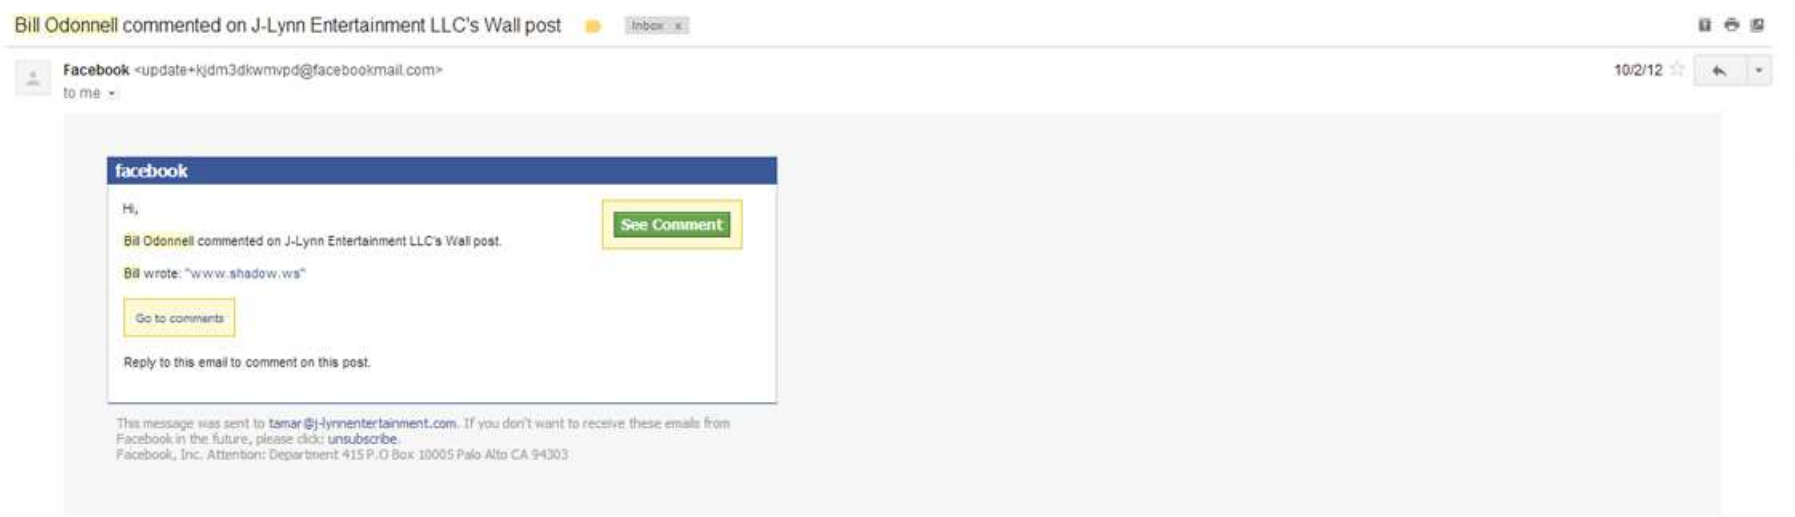 Bill Odonnell commented on J-Lynn Entertainment LLC's Wall post
Inbox x
Facebook <update+kjdm3dkwmvpd@facebookmail.com>
10/2/12
to me
facebook
Hi,
See Comment
Bill Odonnell commented on J-Lynn Entertainment LLC's Wall post.
Bill wrote: "www.shadow.ws"
Go to comments
Reply to this email to comment on this post.
This message was sent to tamar@j-lynnentertainment.com. If you don't want to receive these emails from
Facebook in the future, please click: unsubscribe.
Facebook, Inc. Attention: Department 415 P.O Box 10005 Palo Alto CA 94303